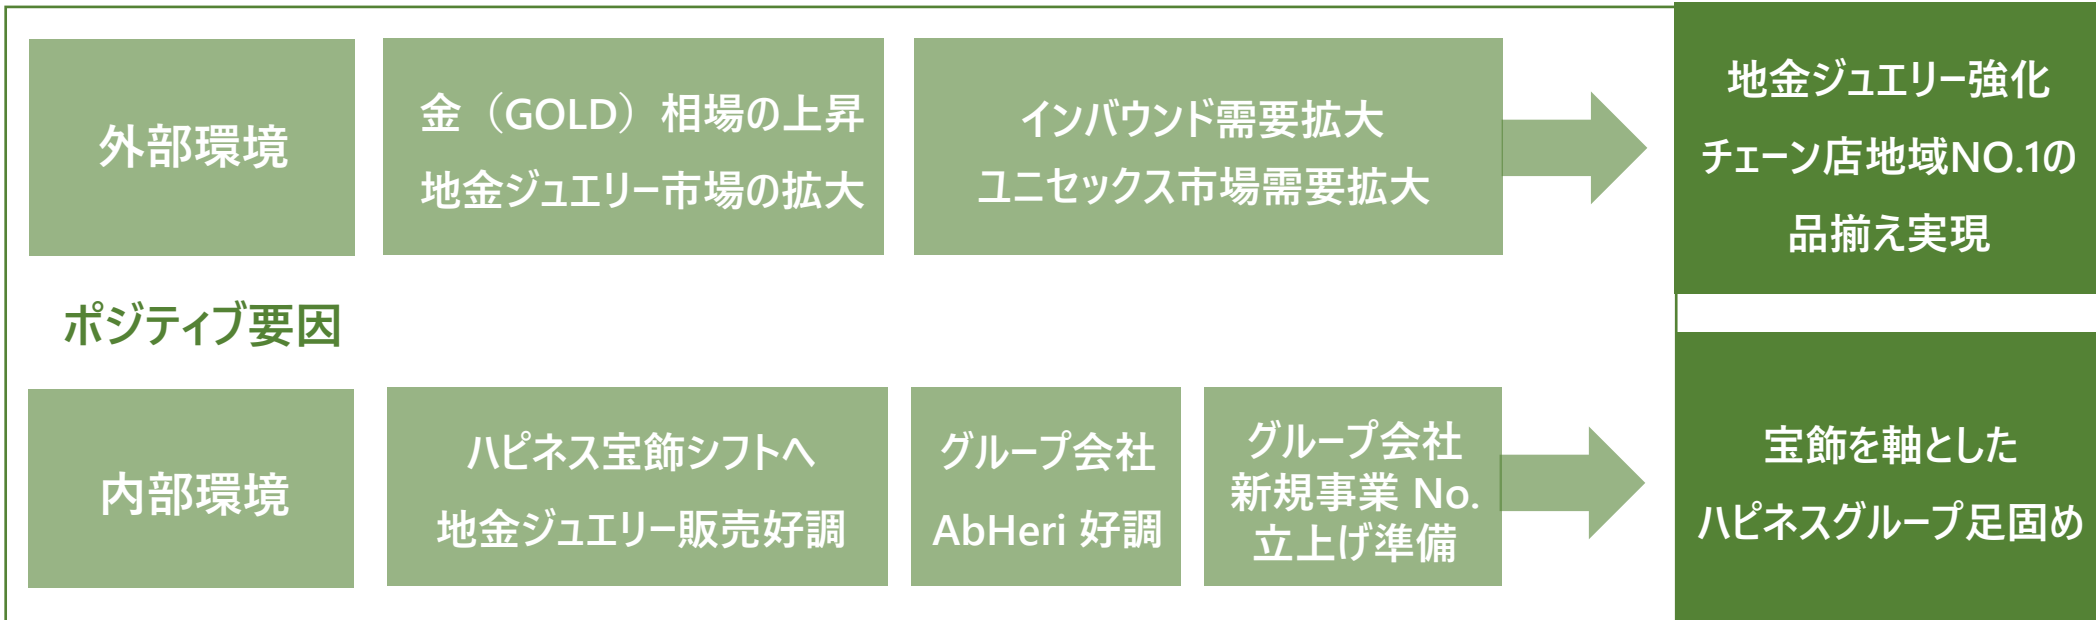 外部環境
金（GOLD）相場の上昇
地金ジュエリー市場の拡大
インバウンド需要拡大
ユニセックス市場需要拡大
地金ジュエリー強化
チェーン店地域NO.1の
品揃え実現
ポジティブ要因
内部環境
ハピネス宝飾シフトへ
地金ジュエリー販売好調
グループ会社
AbHeri 好調
グループ会社
新規事業 No.
立上げ準備
宝飾を軸とした
ハピネスグループ足固め